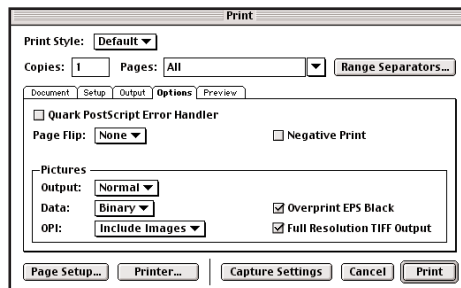 Print
Print Style: Default
Copies: 1 Pages: All Range Separators...
Document Setup Output Options Preview
Quark PostScript Error Handler
Page Flip: None Negative Print
Pictures
Output: Normal
Data: Binary Overprint EPS Black
OPI: Include Images Full Resolution TIFF Output
Page Setup... Printer... Capture Settings Cancel Print